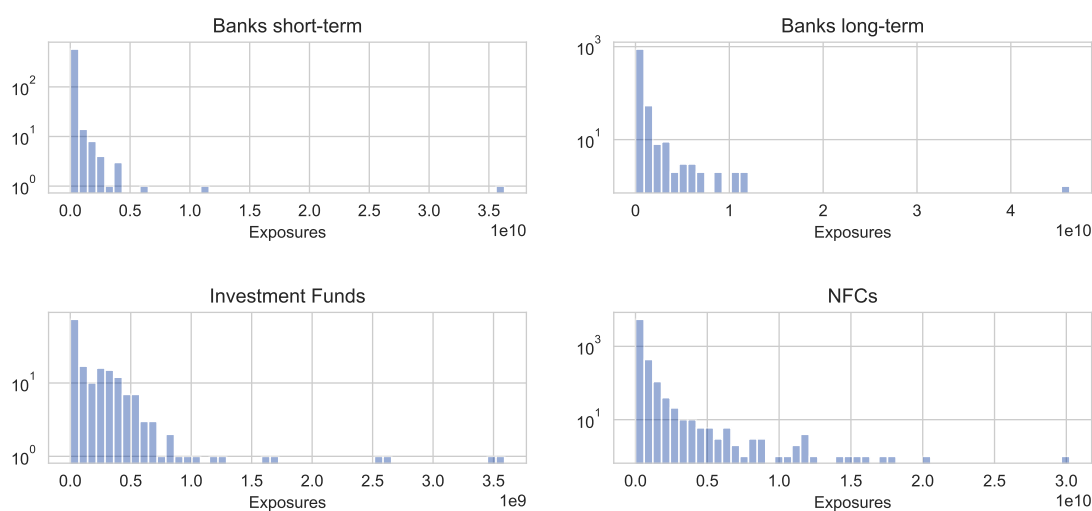 Banks short-term
10^2
10^1
10^0
0.0 0.5 1.0 1.5 2.0 2.5 3.0 3.5
1e10
Exposures
Banks long-term
10^3
10^1
0 1 2 3 4
1e10
Exposures
Investment Funds
10^1
10^0
0.0 0.5 1.0 1.5 2.0 2.5 3.0 3.5
1e9
Exposures
NFCs
10^3
10^1
0.0 0.5 1.0 1.5 2.0 2.5 3.0
1e10
Exposures